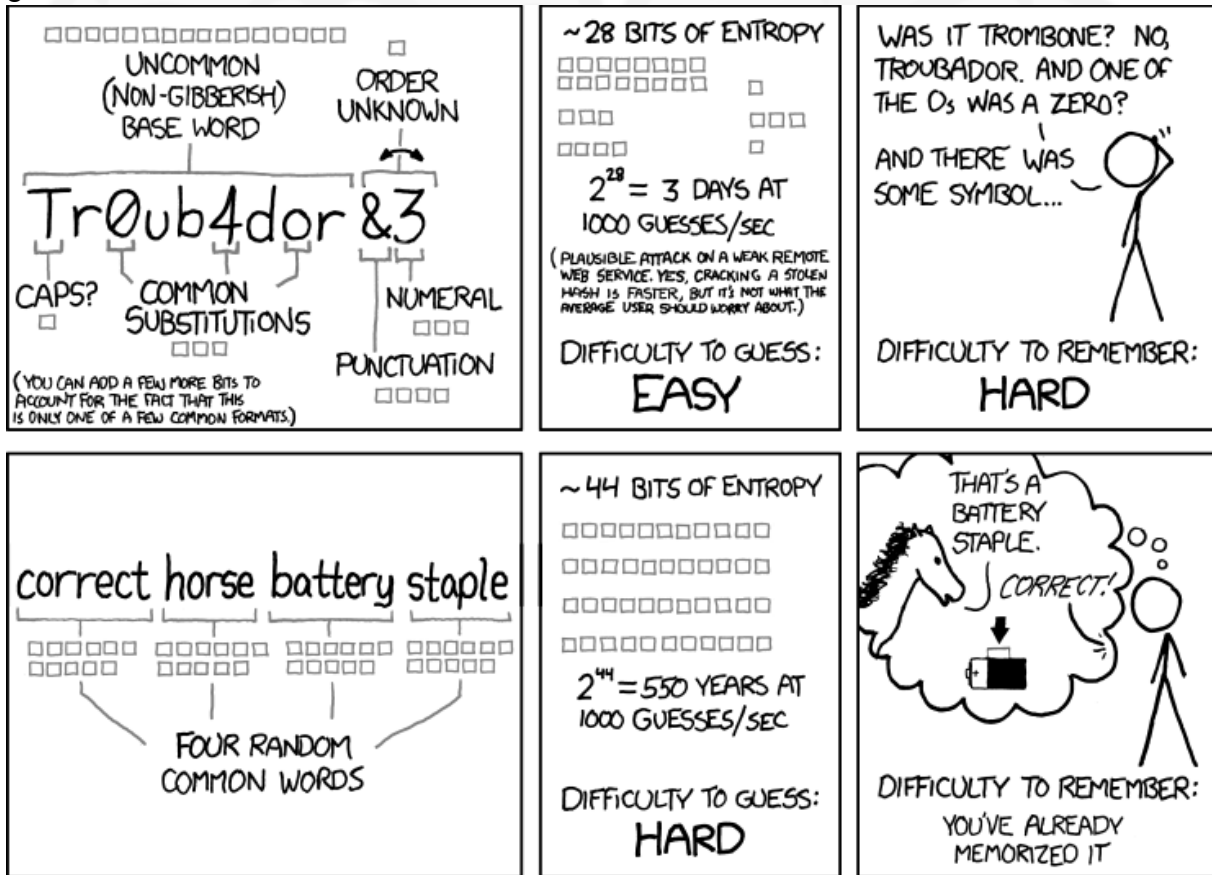 UNCOMMON
(NON-GIBBERISH)
BASE WORD
ORDER
UNKNOWN
Tr0ub4dor &3
CAPS?
COMMON
SUBSTITUTIONS
NUMERAL
PUNCTUATION
(YOU CAN ADD A FEW MORE BITS TO
ACCOUNT FOR THE FACT THAT THIS
IS ONLY ONE OF A FEW COMMON FORMATS.)
~28 BITS OF ENTROPY
2^28 = 3 DAYS AT
1000 GUESSES/SEC
(PLAUSIBLE ATTACK ON A WEAK REMOTE
WEB SERVICE. YES, CRACKING A STOLEN
HASH IS FASTER, BUT IT'S NOT WHAT THE
AVERAGE USER SHOULD WORRY ABOUT.)
DIFFICULTY TO GUESS:
EASY
WAS IT TROMBONE? NO,
TROUBADOR. AND ONE OF
THE Os WAS A ZERO?
AND THERE WAS
SOME SYMBOL...
DIFFICULTY TO REMEMBER:
HARD
correct horse battery staple
FOUR RANDOM
COMMON WORDS
~44 BITS OF ENTROPY
2^44 = 550 YEARS AT
1000 GUESSES/SEC
DIFFICULTY TO GUESS:
HARD
THAT'S A
BATTERY
STAPLE.
CORRECT!
+
DIFFICULTY TO REMEMBER:
YOU'VE ALREADY
MEMORIZED IT